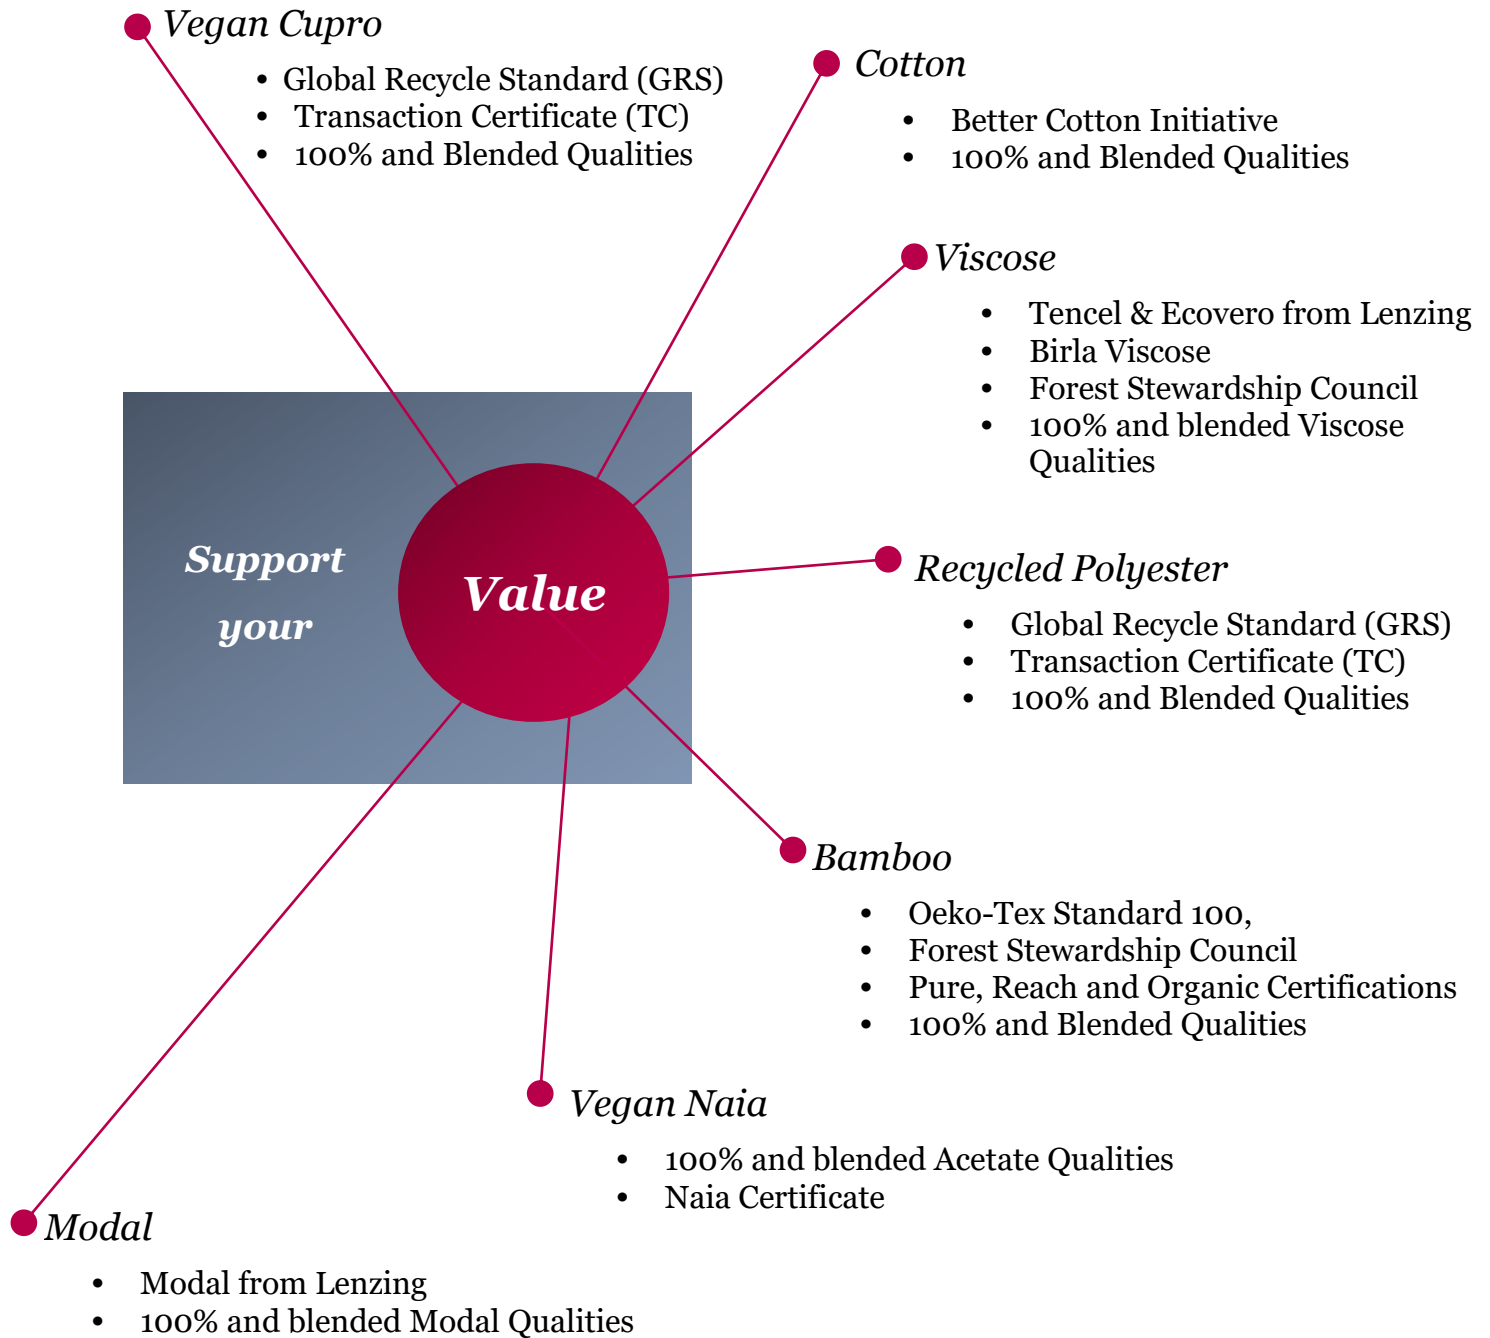 Vegan Cupro
• Global Recycle Standard (GRS)
• Transaction Certificate (TC)
• 100% and Blended Qualities
Cotton
• Better Cotton Initiative
• 100% and Blended Qualities
Viscose
• Tencel & Ecovero from Lenzing
• Birla Viscose
• Forest Stewardship Council
• 100% and blended Viscose
Qualities
Support
your
Value
Recycled Polyester
• Global Recycle Standard (GRS)
• Transaction Certificate (TC)
• 100% and Blended Qualities
Bamboo
• Oeko-Tex Standard 100,
• Forest Stewardship Council
• Pure, Reach and Organic Certifications
• 100% and Blended Qualities
Vegan Naia
• 100% and blended Acetate Qualities
• Naia Certificate
Modal
• Modal from Lenzing
• 100% and blended Modal Qualities